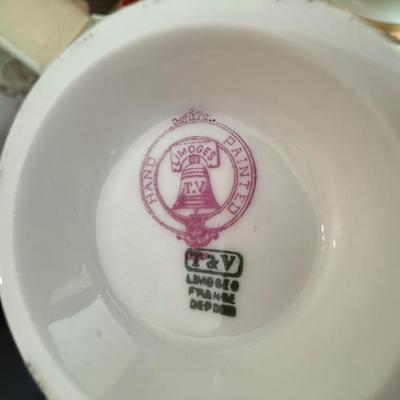 LIMOGES
HAND PAINTED
T.V.
T & V
LIMOGES
FRANCE
DEPOSE